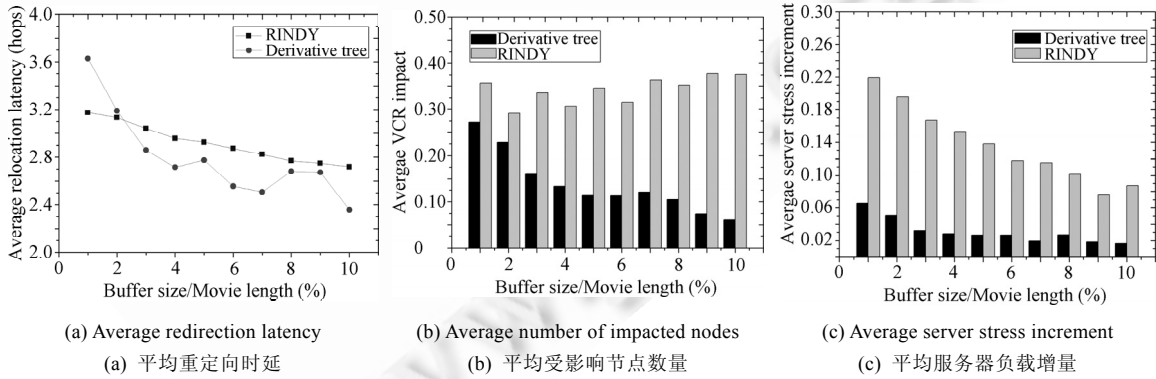 Average relocation latency (hops)
4.0
3.6
3.2
2.8
2.4
2.0
RINDY
Derivative tree
0 2 4 6 8 10
Buffer size/Movie length (%)
(a) Average redirection latency
(a) 平均重定向时延
Avergae VCR impact
0.50
0.40
0.30
0.20
0.10
0
Derivative tree
RINDY
0 2 4 6 8 10
Buffer size/Movie length (%)
(b) Average number of impacted nodes
(b) 平均受影响节点数量
Avergae server stress increment
0.30
0.26
0.22
0.18
0.14
0.10
0.06
0.02
Derivative tree
RINDY
0 2 4 6 8 10
Buffer size/Movie length (%)
(c) Average server stress increment
(c) 平均服务器负载增量